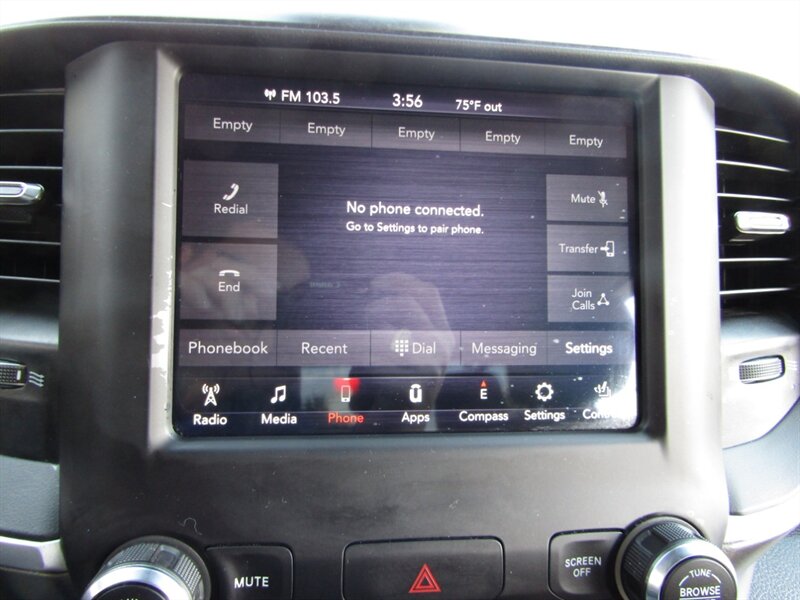 FM 103.5 3:56 75°F out
Empty Empty Empty Empty Empty
Redial
No phone connected.
Go to Settings to pair phone.
Mute
Transfer
End
Join
Calls
Phonebook Recent Dial Messaging Settings
E
Radio Media Phone Apps Compass Settings
MUTE
SCREEN
OFF
TUNE
BROWSE